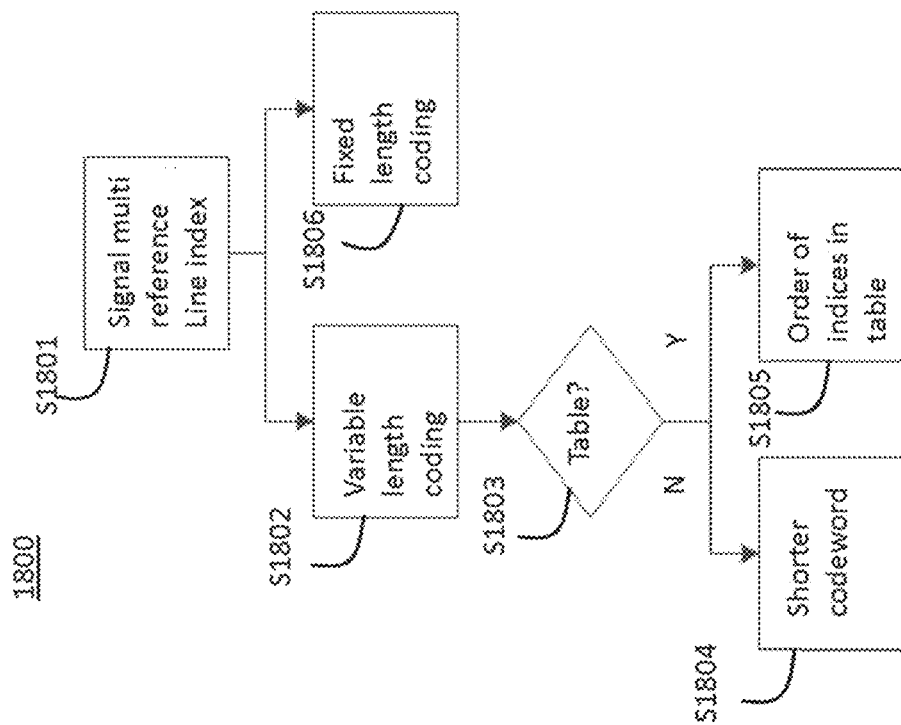 1800
S1801
Signal multi
reference
Line index
S1802
Variable
length
coding
S1806
Fixed
length
coding
S1803
Table?
N
Y
S1804
Shorter
codeword
S1805
Order of
indices in
table